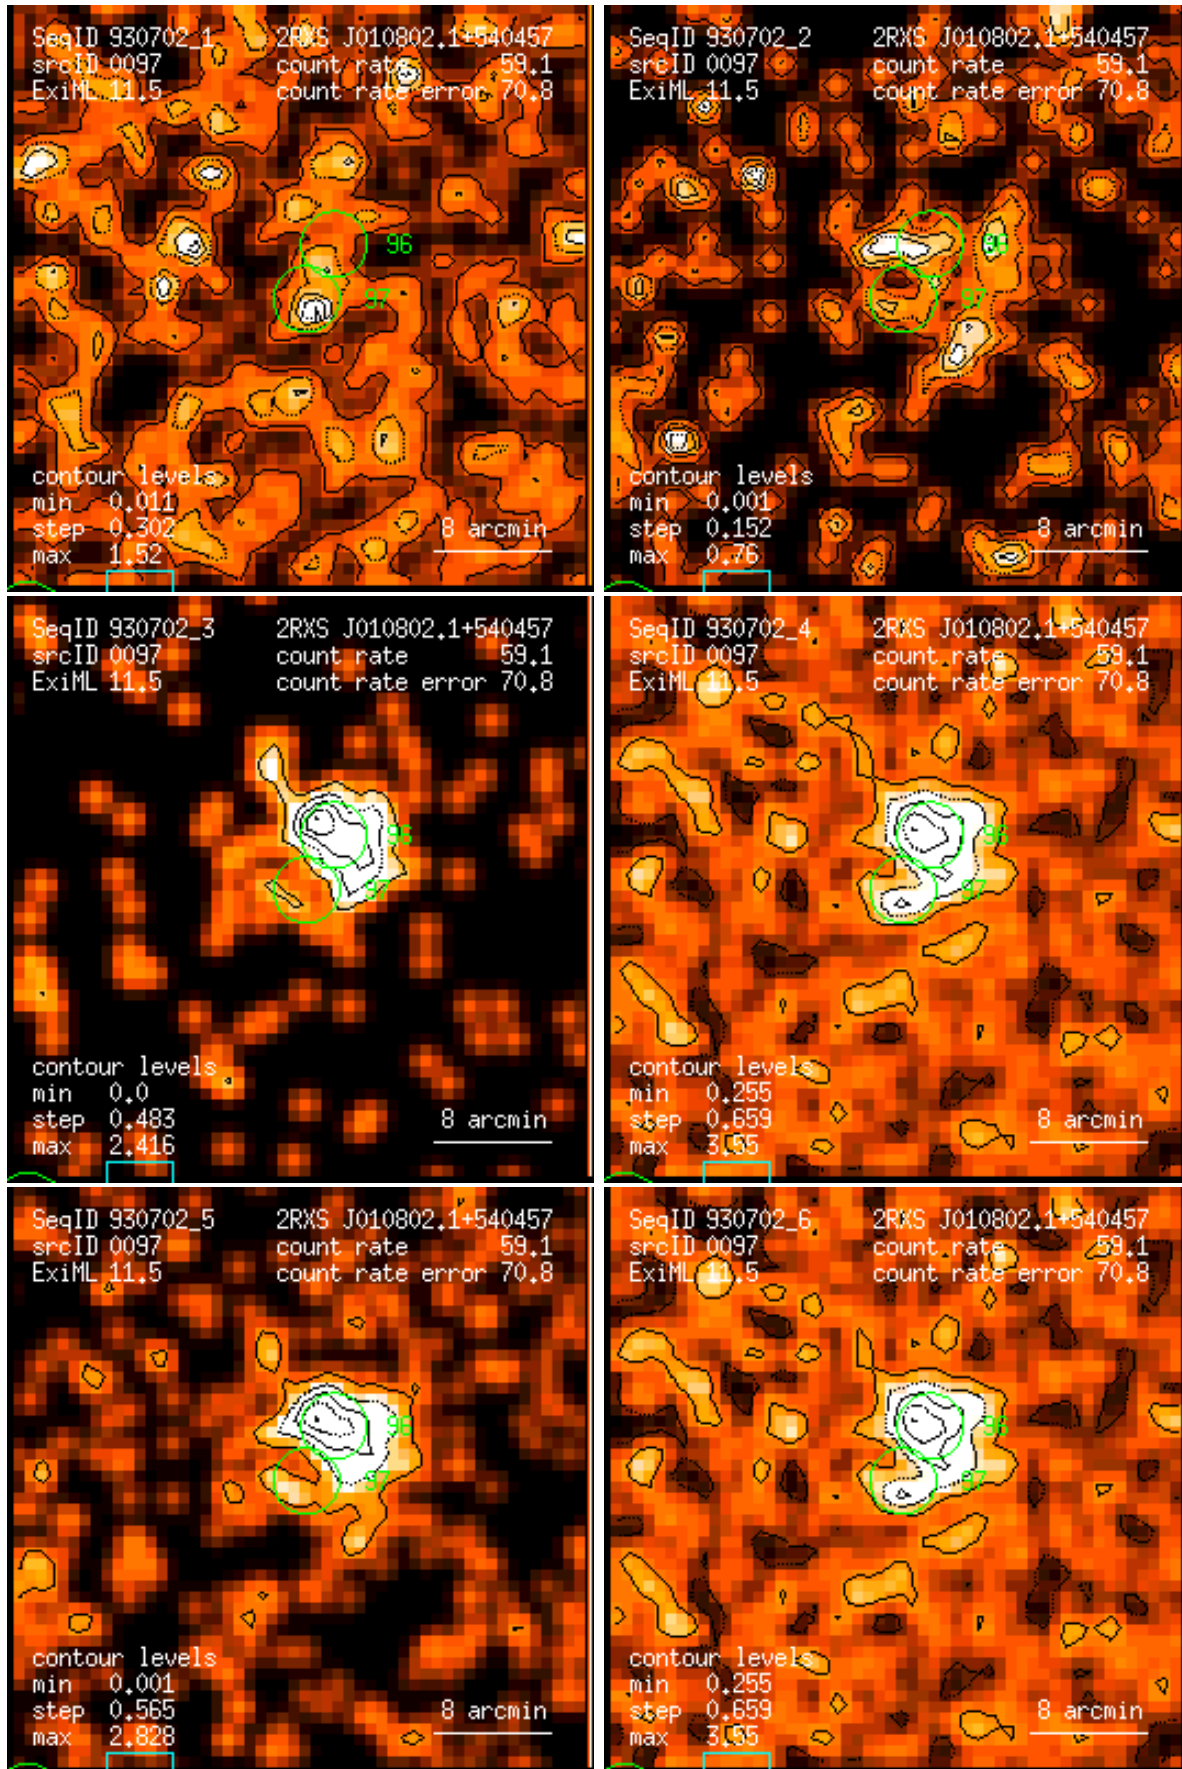 SeqID 930702_1 2RXS J010802.1+540457
srcID 0097 count rate 59.1
ExiML 11.5 count rate error 70.8
96
97
contour levels
min 0.011
step 0.302 8 arcmin
max 1.52
SeqID 930702_2 2RXS J010802.1+540457
srcID 0097 count rate 59.1
ExiML 11.5 count rate error 70.8
96
97
contour levels
min 0.001
step 0.152 8 arcmin
max 0.76
SeqID 930702_3 2RXS J010802.1+540457
srcID 0097 count rate 59.1
ExiML 11.5 count rate error 70.8
96
97
contour levels
min 0.0
step 0.483 8 arcmin
max 2.416
SeqID 930702_4 2RXS J010802.1+540457
srcID 0097 count rate 59.1
ExiML 11.5 count rate error 70.8
96
97
contour levels
min 0.255
step 0.659 8 arcmin
max 3.55
SeqID 930702_5 2RXS J010802.1+540457
srcID 0097 count rate 59.1
ExiML 11.5 count rate error 70.8
96
97
contour levels
min 0.001
step 0.565 8 arcmin
max 2.828
SeqID 930702_6 2RXS J010802.1+540457
srcID 0097 count rate 59.1
ExiML 11.5 count rate error 70.8
96
97
contour levels
min 0.255
step 0.659 8 arcmin
max 3.55